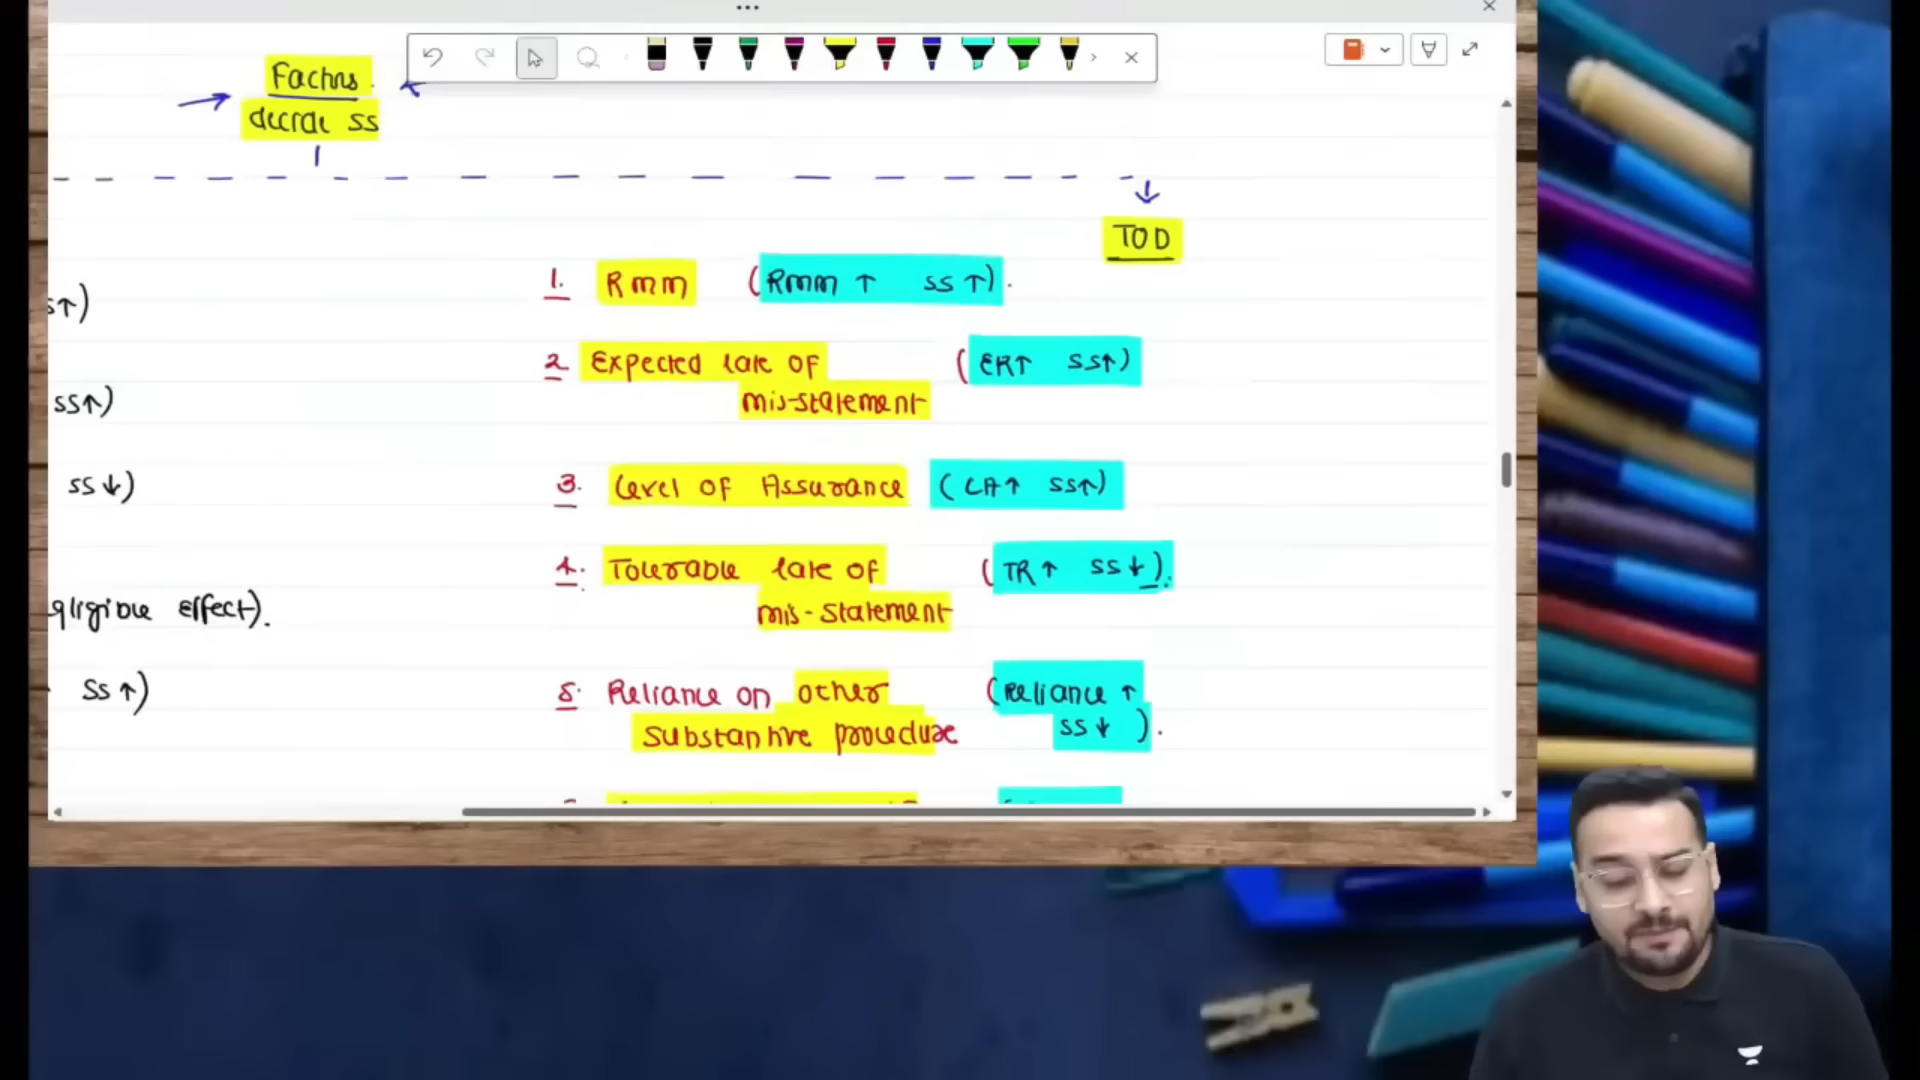 Factors
decide SS
TOD
s↑)
SS↑)
SS↓)
gligible effect).
SS↑)
1. Rmm (Rmm ↑ SS ↑).
2 Expected rate of (ER↑ SS↑)
mis-statement
3. Level of Assurance (LA↑ SS↑)
4. Tolerable rate of (TR↑ SS↓).
mis-statement
5. Reliance on other (Reliance ↑
substantive procedure SS↓).